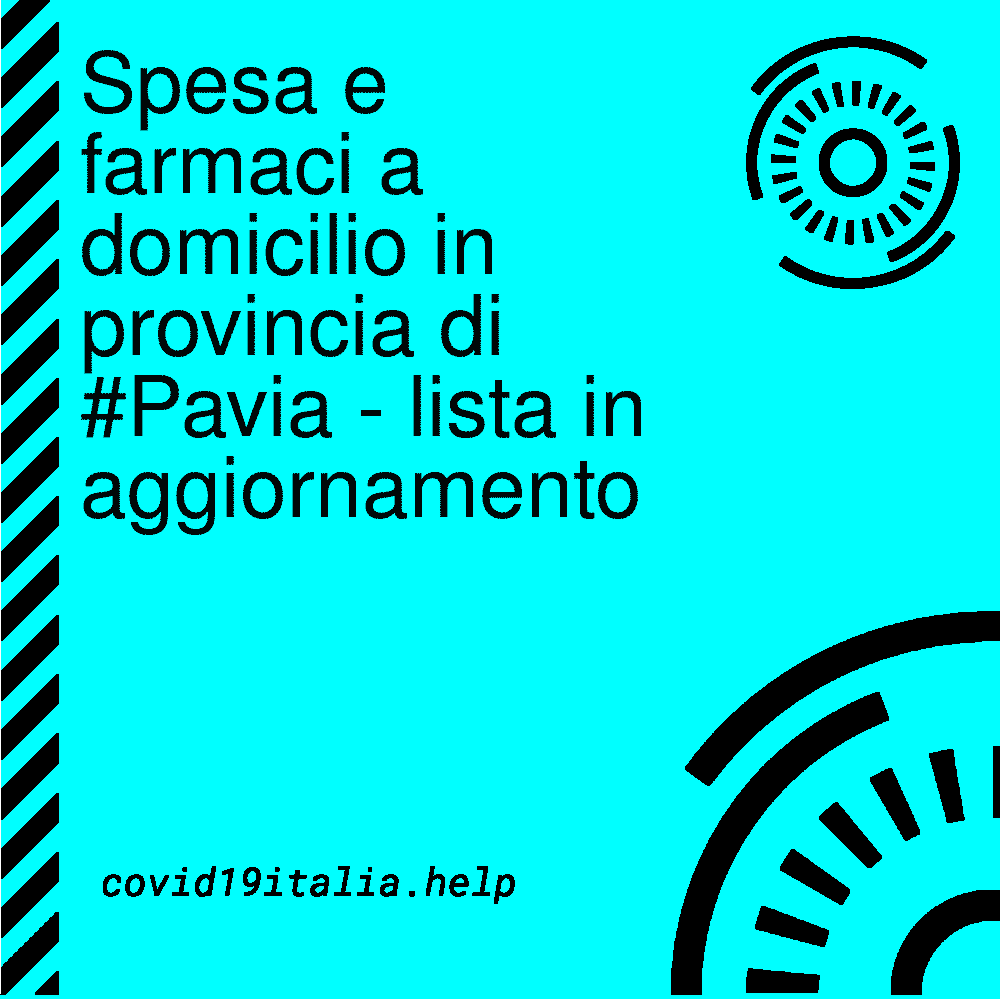 Spesa e
farmaci a
domicilio in
provincia di
#Pavia - lista in
aggiornamento
covid19italia.help